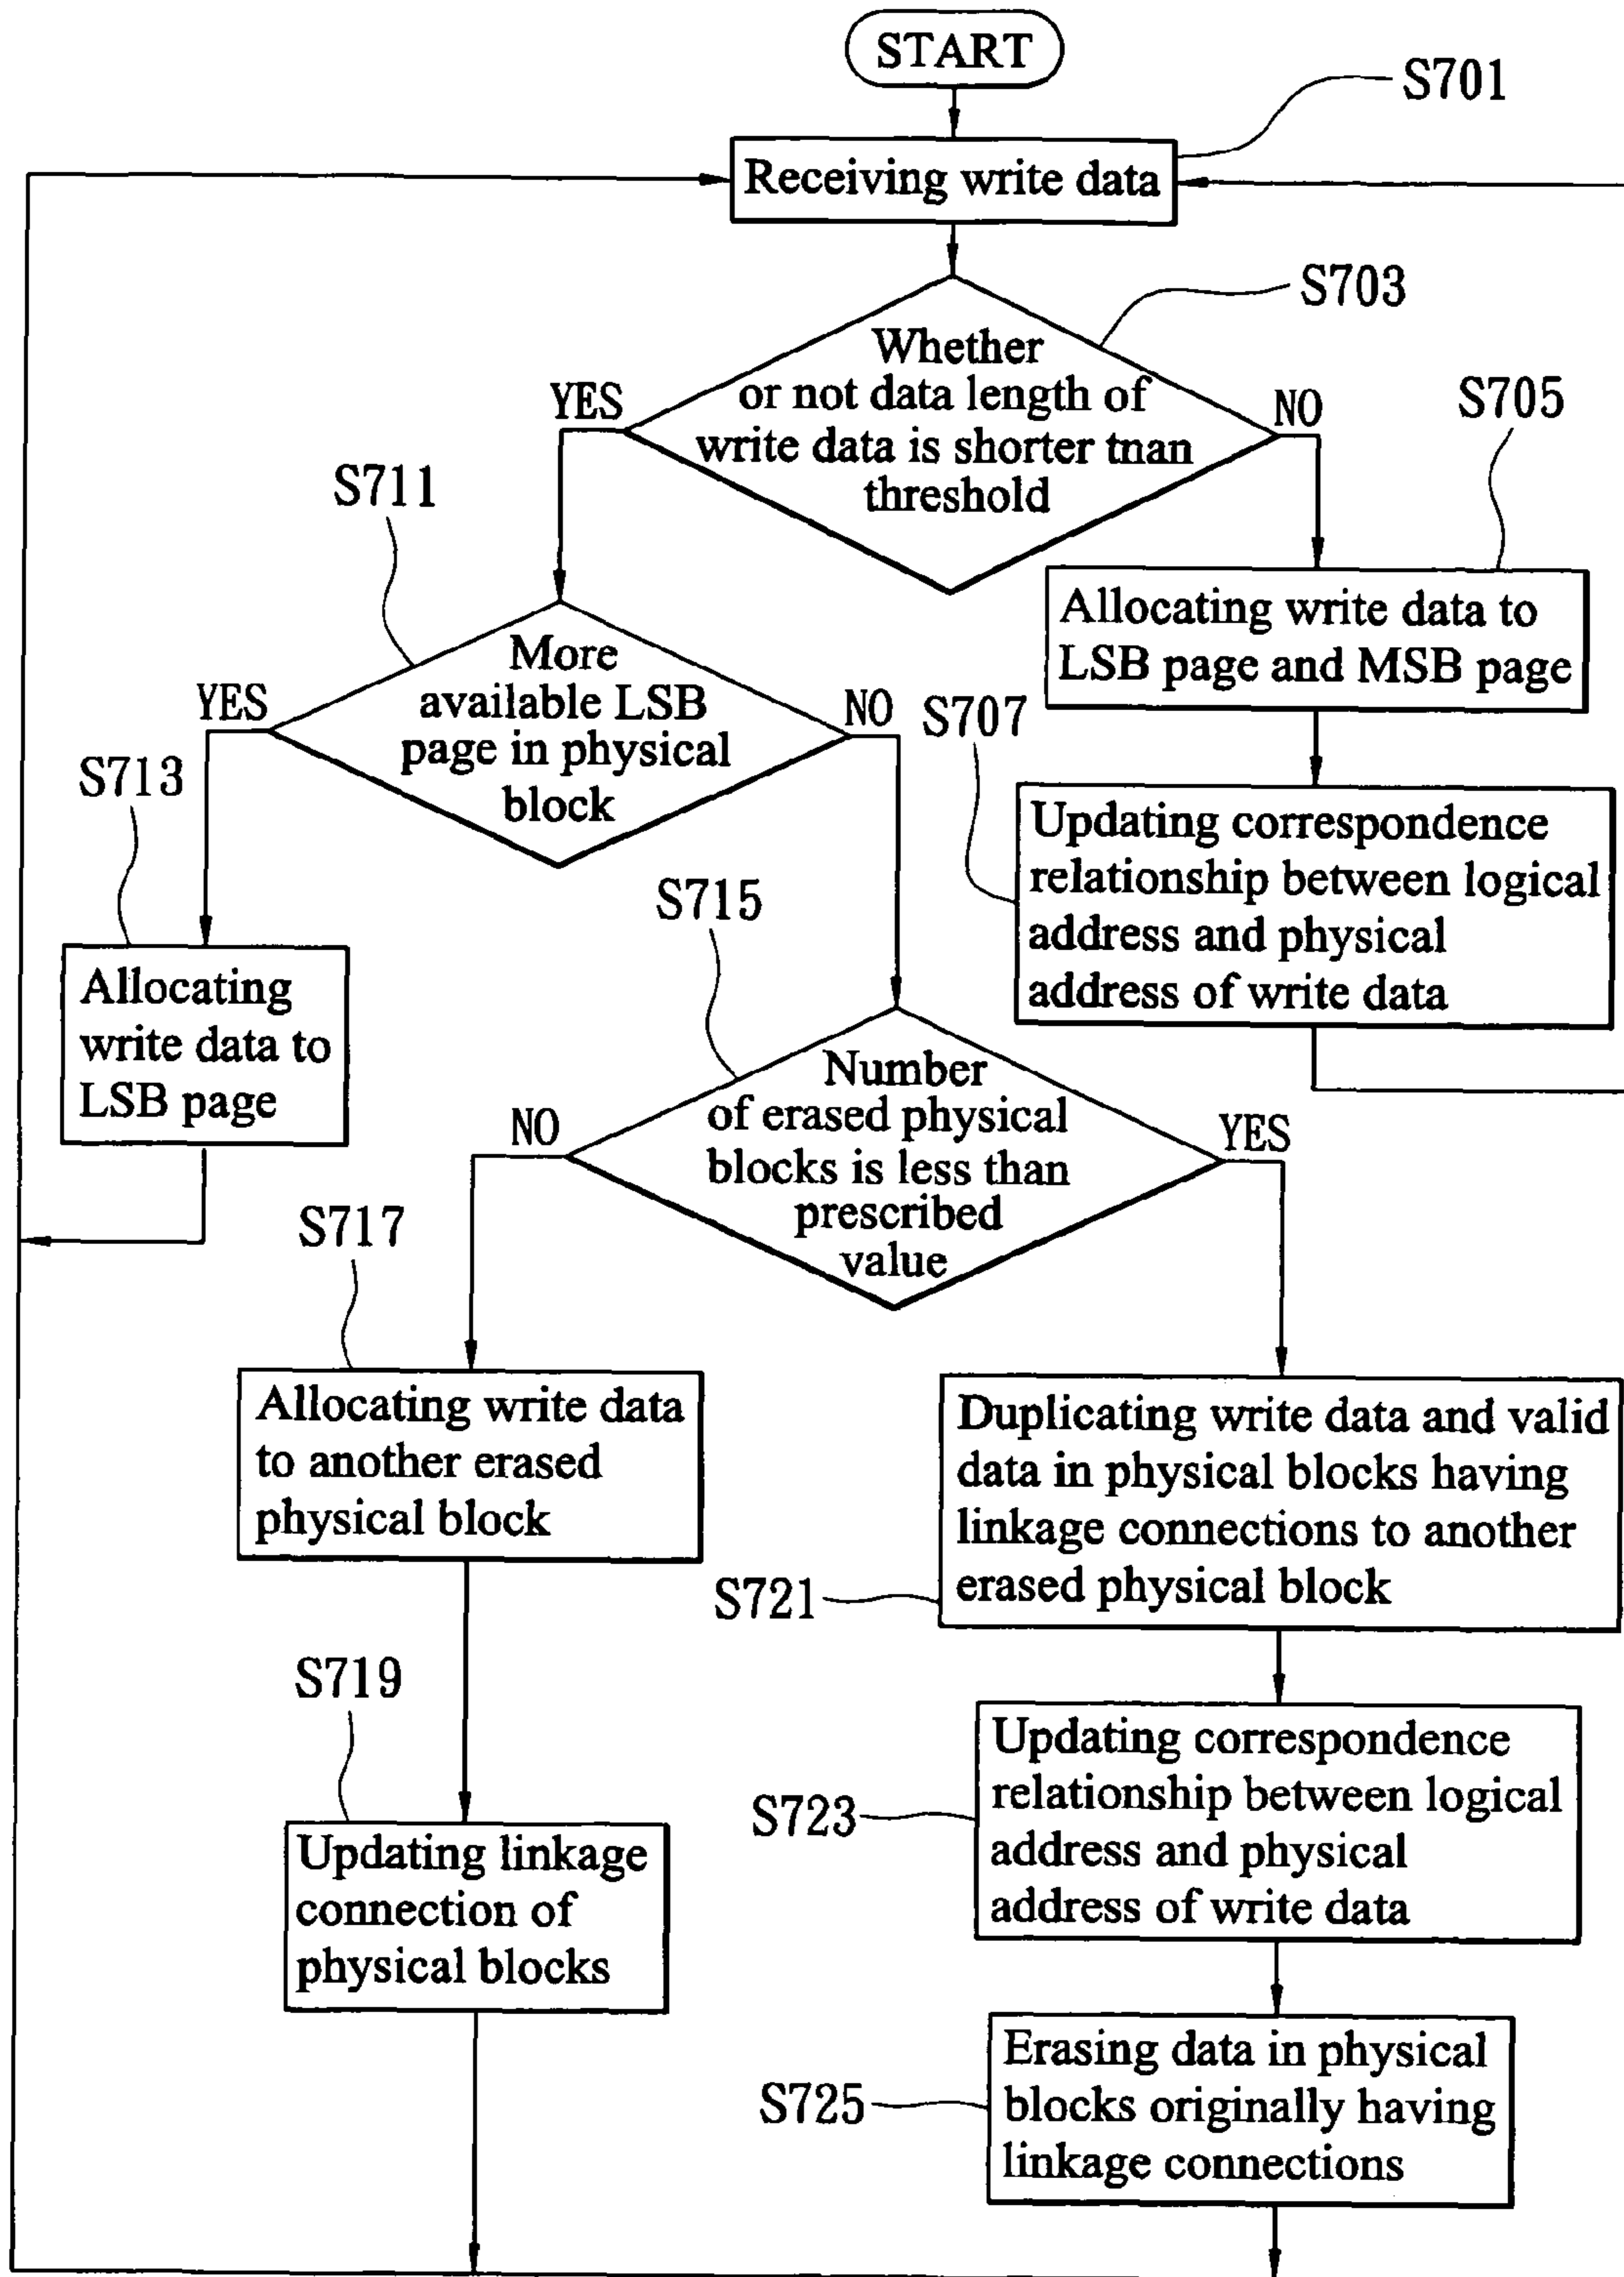 START
S701
Receiving write data
S703
Whether
or not data length of
write data is shorter tnan
threshold
YES
NO
S705
S711
Allocating write data to
LSB page and MSB page
More
available LSB
page in physical
block
YES
NO
S707
S713
Updating correspondence
relationship between logical
address and physical
address of write data
S715
Allocating
write data to
LSB page
Number
of erased physical
blocks is less than
prescribed
value
NO
YES
S717
Allocating write data
to another erased
physical block
Duplicating write data and valid
data in physical blocks having
linkage connections to another
erased physical block
S721
S719
Updating correspondence
relationship between logical
address and physical
address of write data
S723
Updating linkage
connection of
physical blocks
Erasing data in physical
blocks originally having
linkage connections
S725